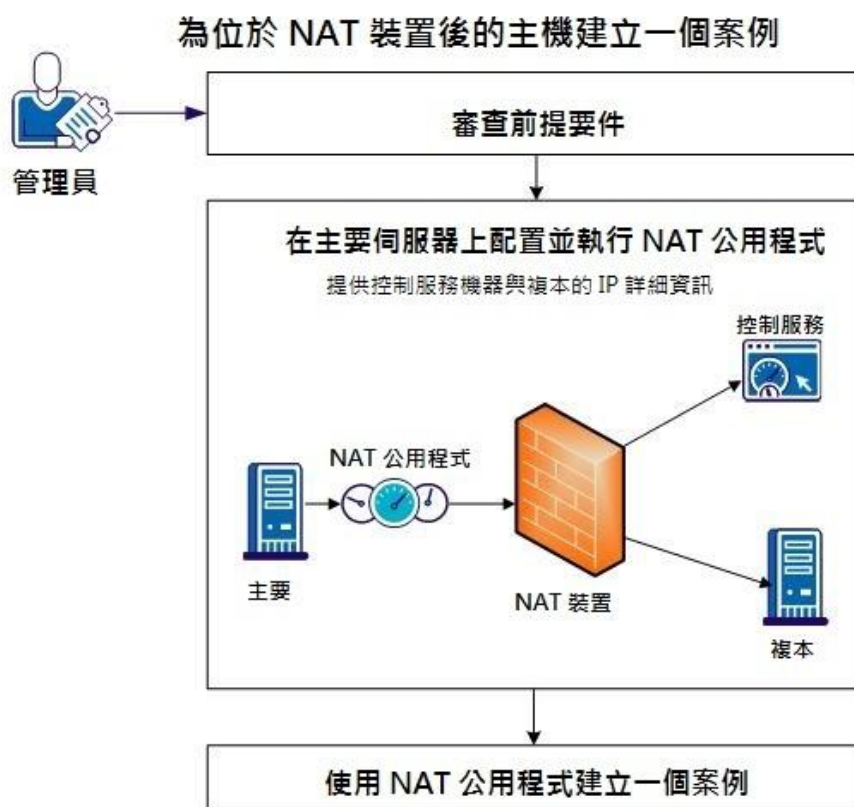 為位於 NAT 裝置後的主機建立一個案例
管理員
審查前提要件
在主要伺服器上配置並執行 NAT 公用程式
提供控制服務機器與複本的 IP 詳細資訊
控制服務
NAT 公用程式
主要
NAT 裝置
複本
使用 NAT 公用程式建立一個案例